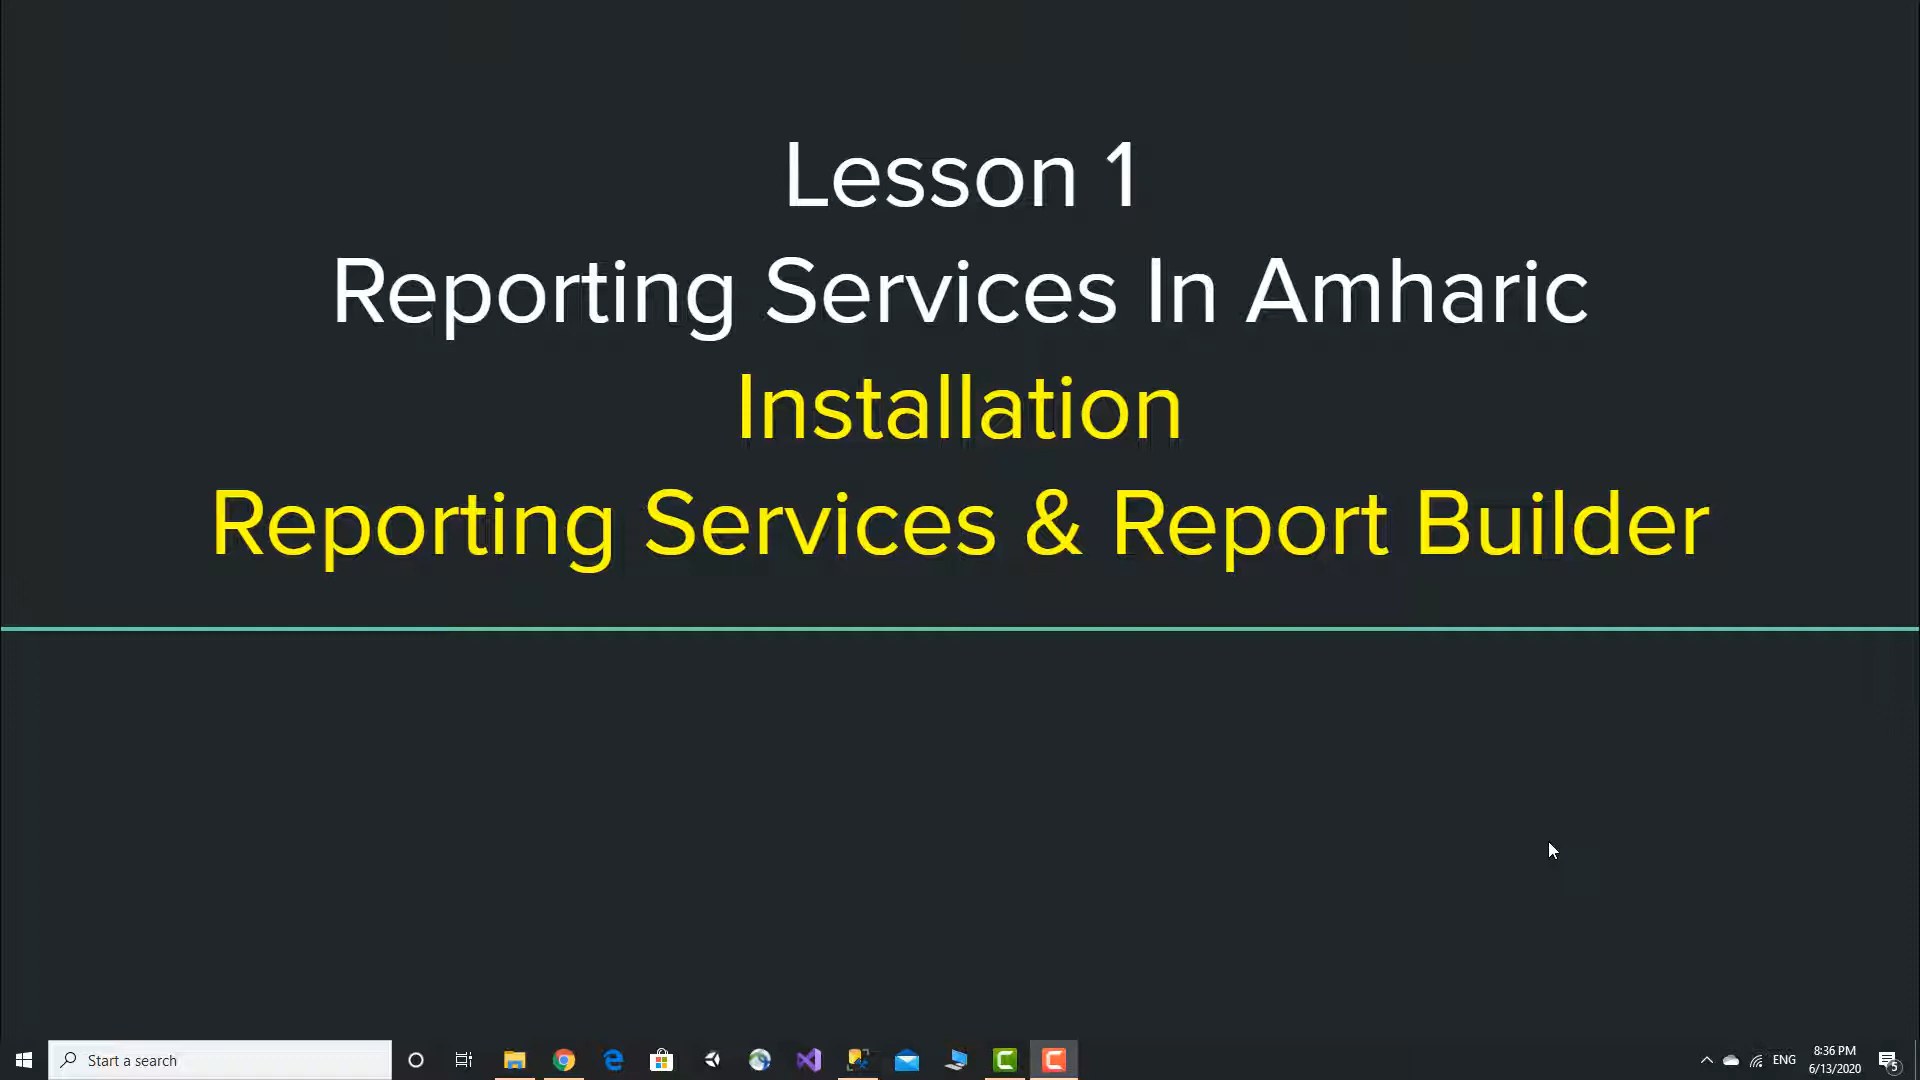 Lesson 1
Reporting Services In Amharic
Installation
Reporting Services & Report Builder
Start a search
ENG
8:36 PM
6/13/2020
5